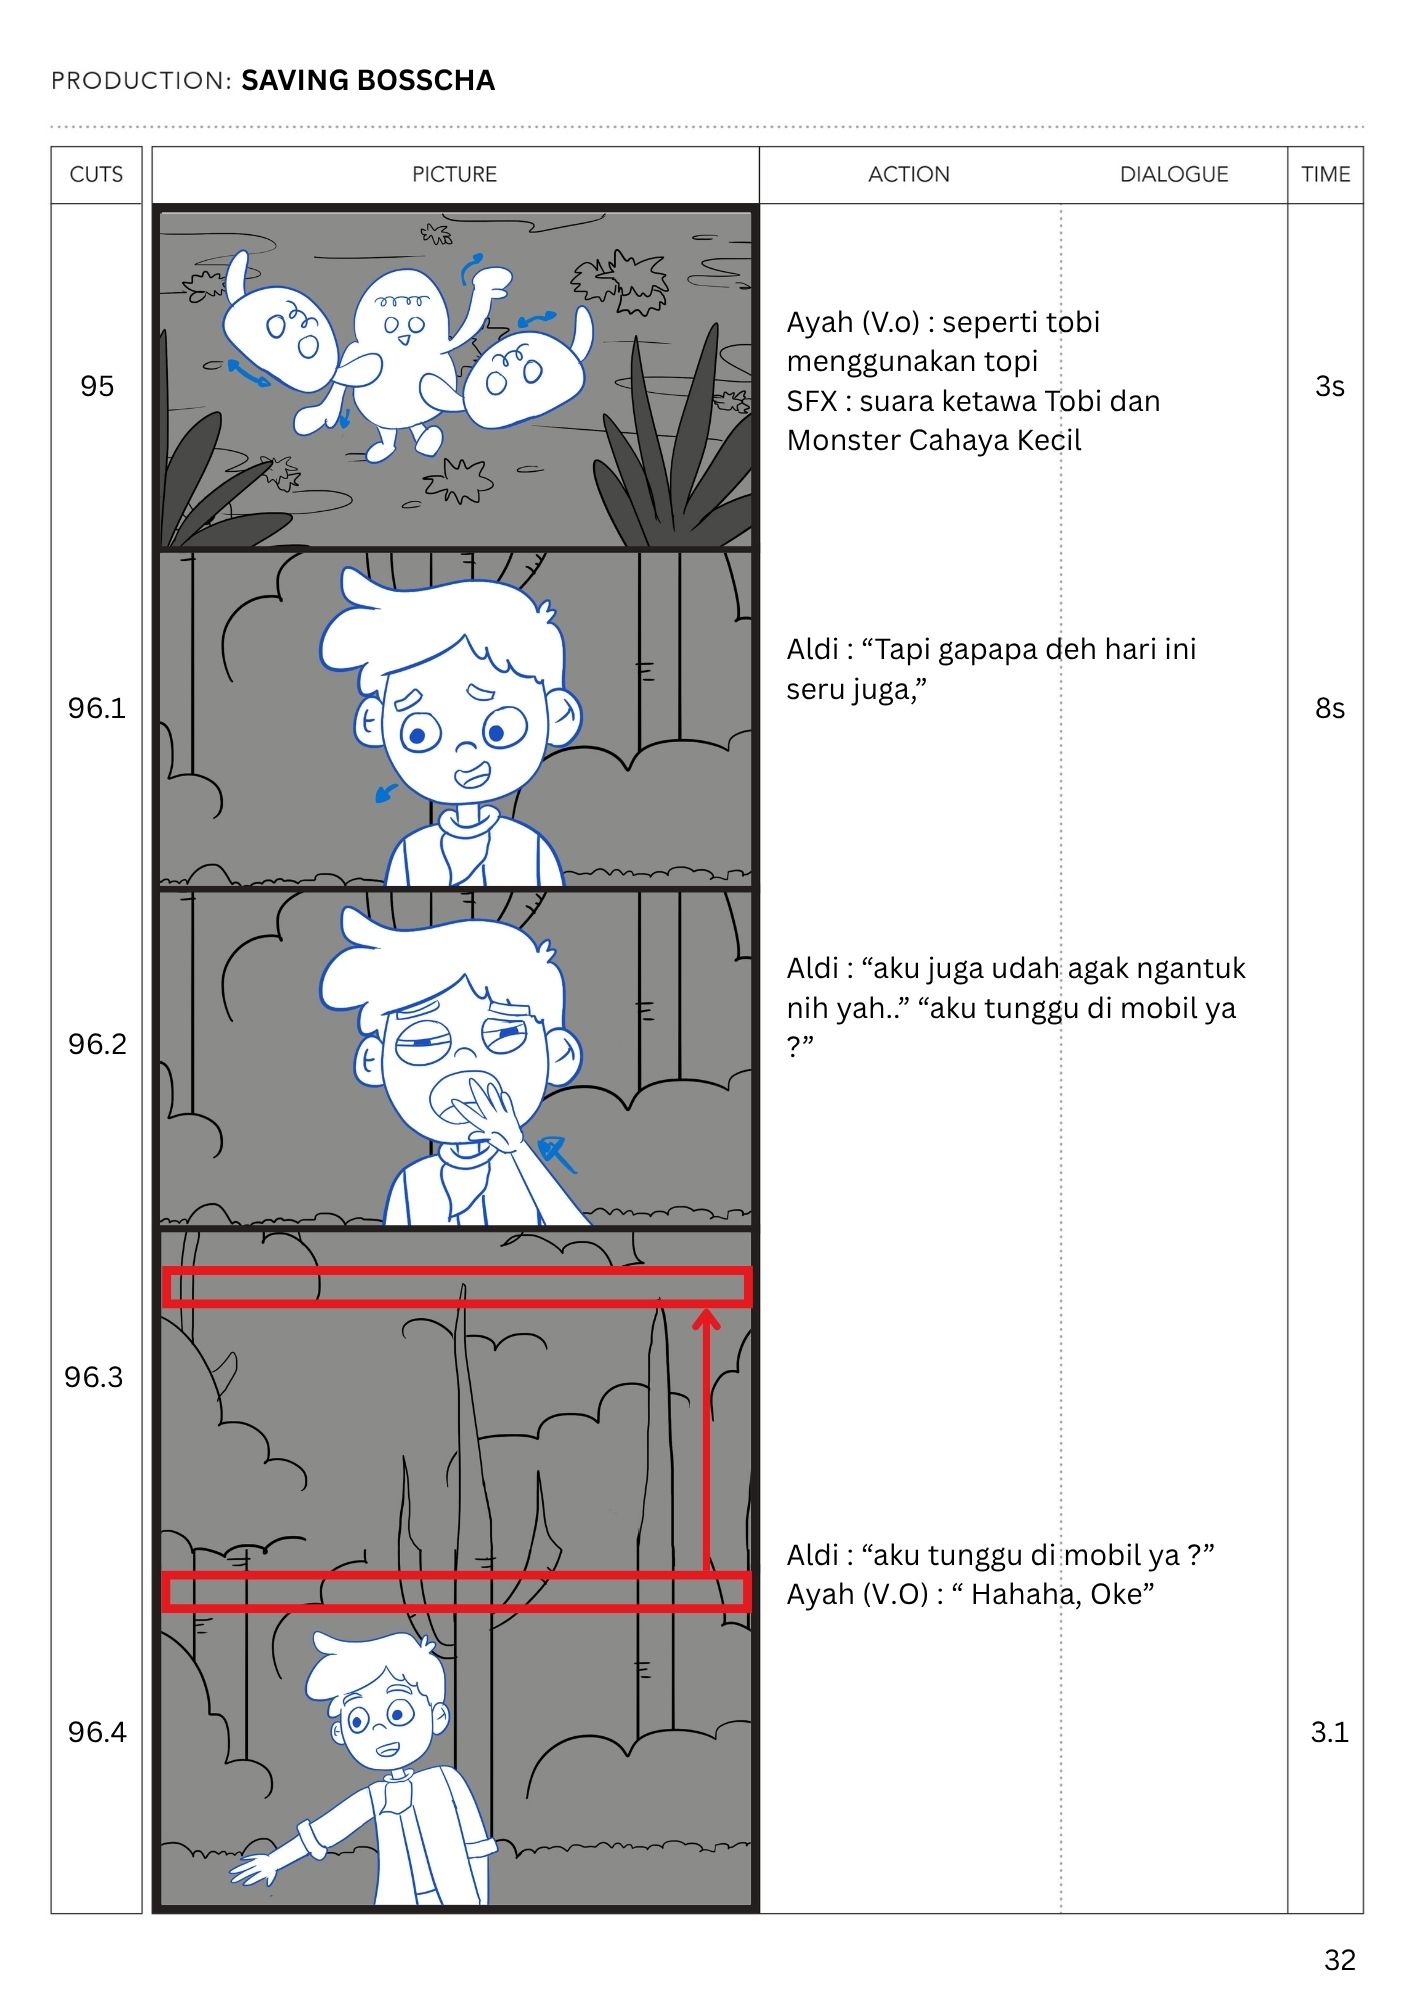 PRODUCTION: SAVING BOSSCHA
CUTS
PICTURE
ACTION
DIALOGUE
TIME
95
Ayah (V.o) : seperti tobi
menggunakan topi
SFX : suara ketawa Tobi dan
Monster Cahaya Kecil
3s
96.1
Aldi : “Tapi gapapa deh hari ini
seru juga,”
8s
96.2
Aldi : “aku juga udah agak ngantuk
nih yah..” “aku tunggu di mobil ya
?”
96.3
Aldi : “aku tunggu di mobil ya ?”
Ayah (V.O) : “ Hahaha, Oke”
96.4
3.1
32